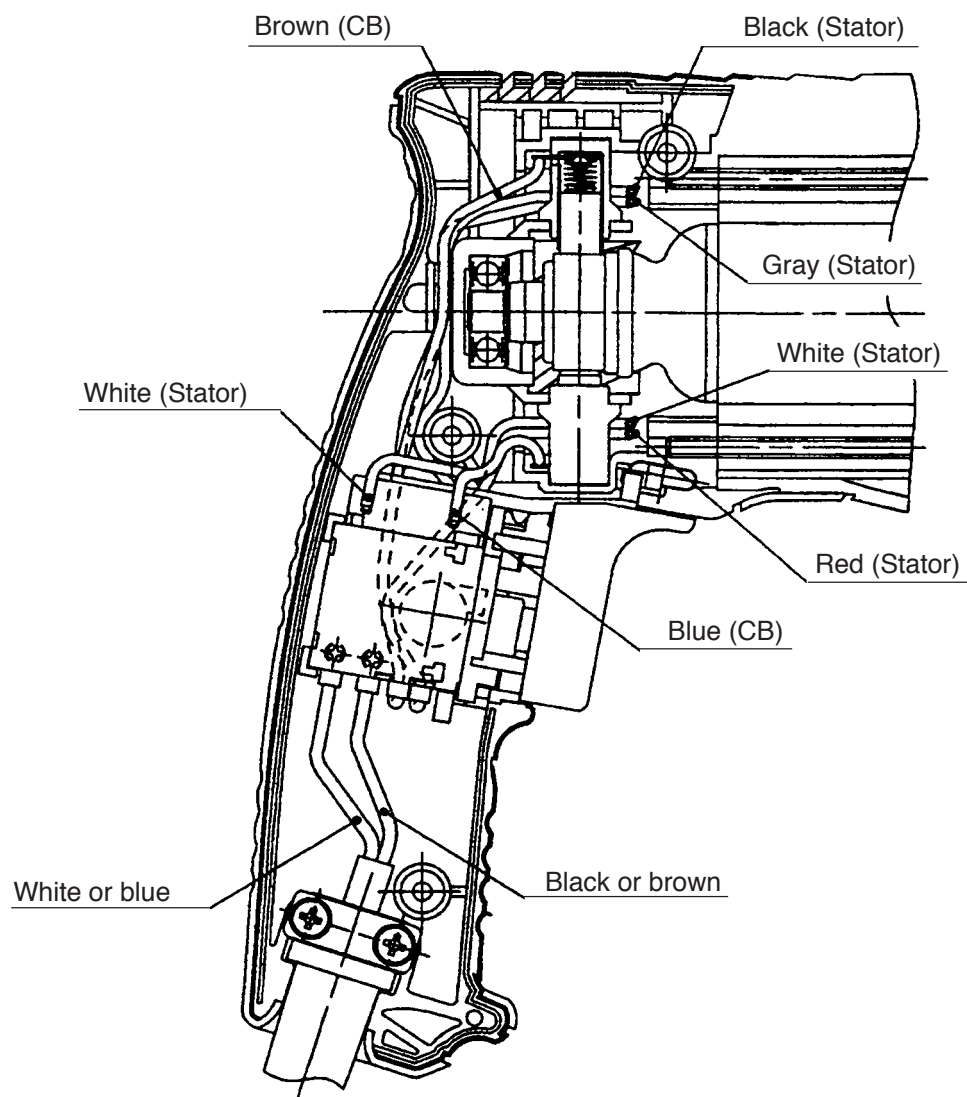 Brown (CB)
Black (Stator)
Gray (Stator)
White (Stator)
White (Stator)
Red (Stator)
Blue (CB)
White or blue
Black or brown